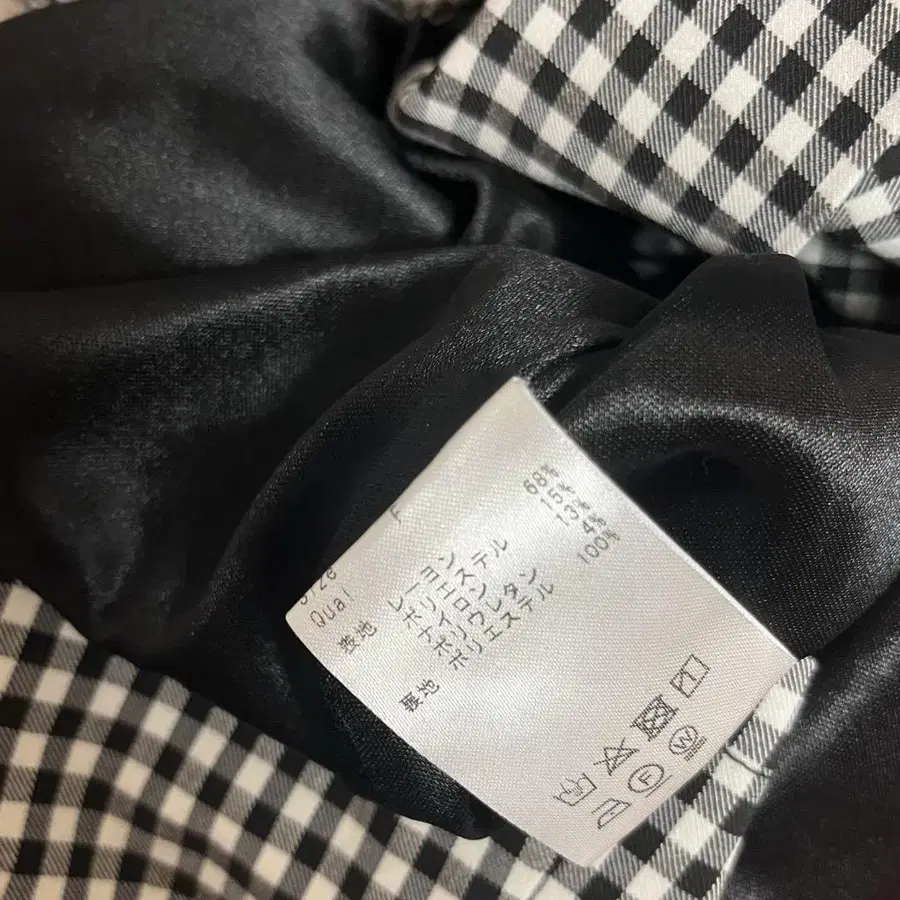 Size F
Qual
表地 レーヨン 68%
ポリエステル 15%
ナイロン 13%
ポリウレタン 4%
裏地 ポリエステル 100%
F W